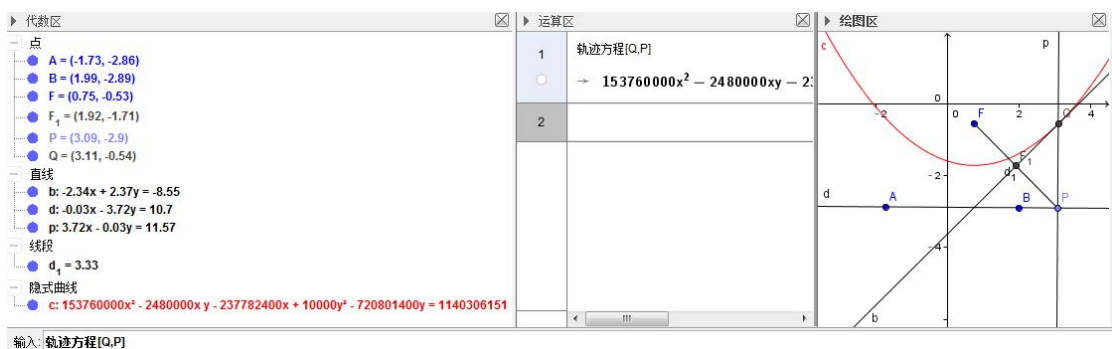 代数区
点
A = (-1.73, -2.86)
B = (1.99, -2.89)
F = (0.75, -0.53)
F₁ = (1.92, -1.71)
P = (3.09, -2.9)
Q = (3.11, -0.54)
直线
b: -2.34x + 2.37y = -8.55
d: -0.03x - 3.72y = 10.7
p: 3.72x - 0.03y = 11.57
线段
d₁ = 3.33
隐式曲线
c: 153760000x² - 2480000x y - 237782400x + 10000y² - 720801400y = 1140306151
运算区
1
轨迹方程[Q,P]
→ 153760000x² − 2480000xy − 23
2
绘图区
c
p
0
-2
0
F
2
Q
4
F₁
d₁
-2
d
A
B
P
-4
b
输入: 轨迹方程[Q,P]